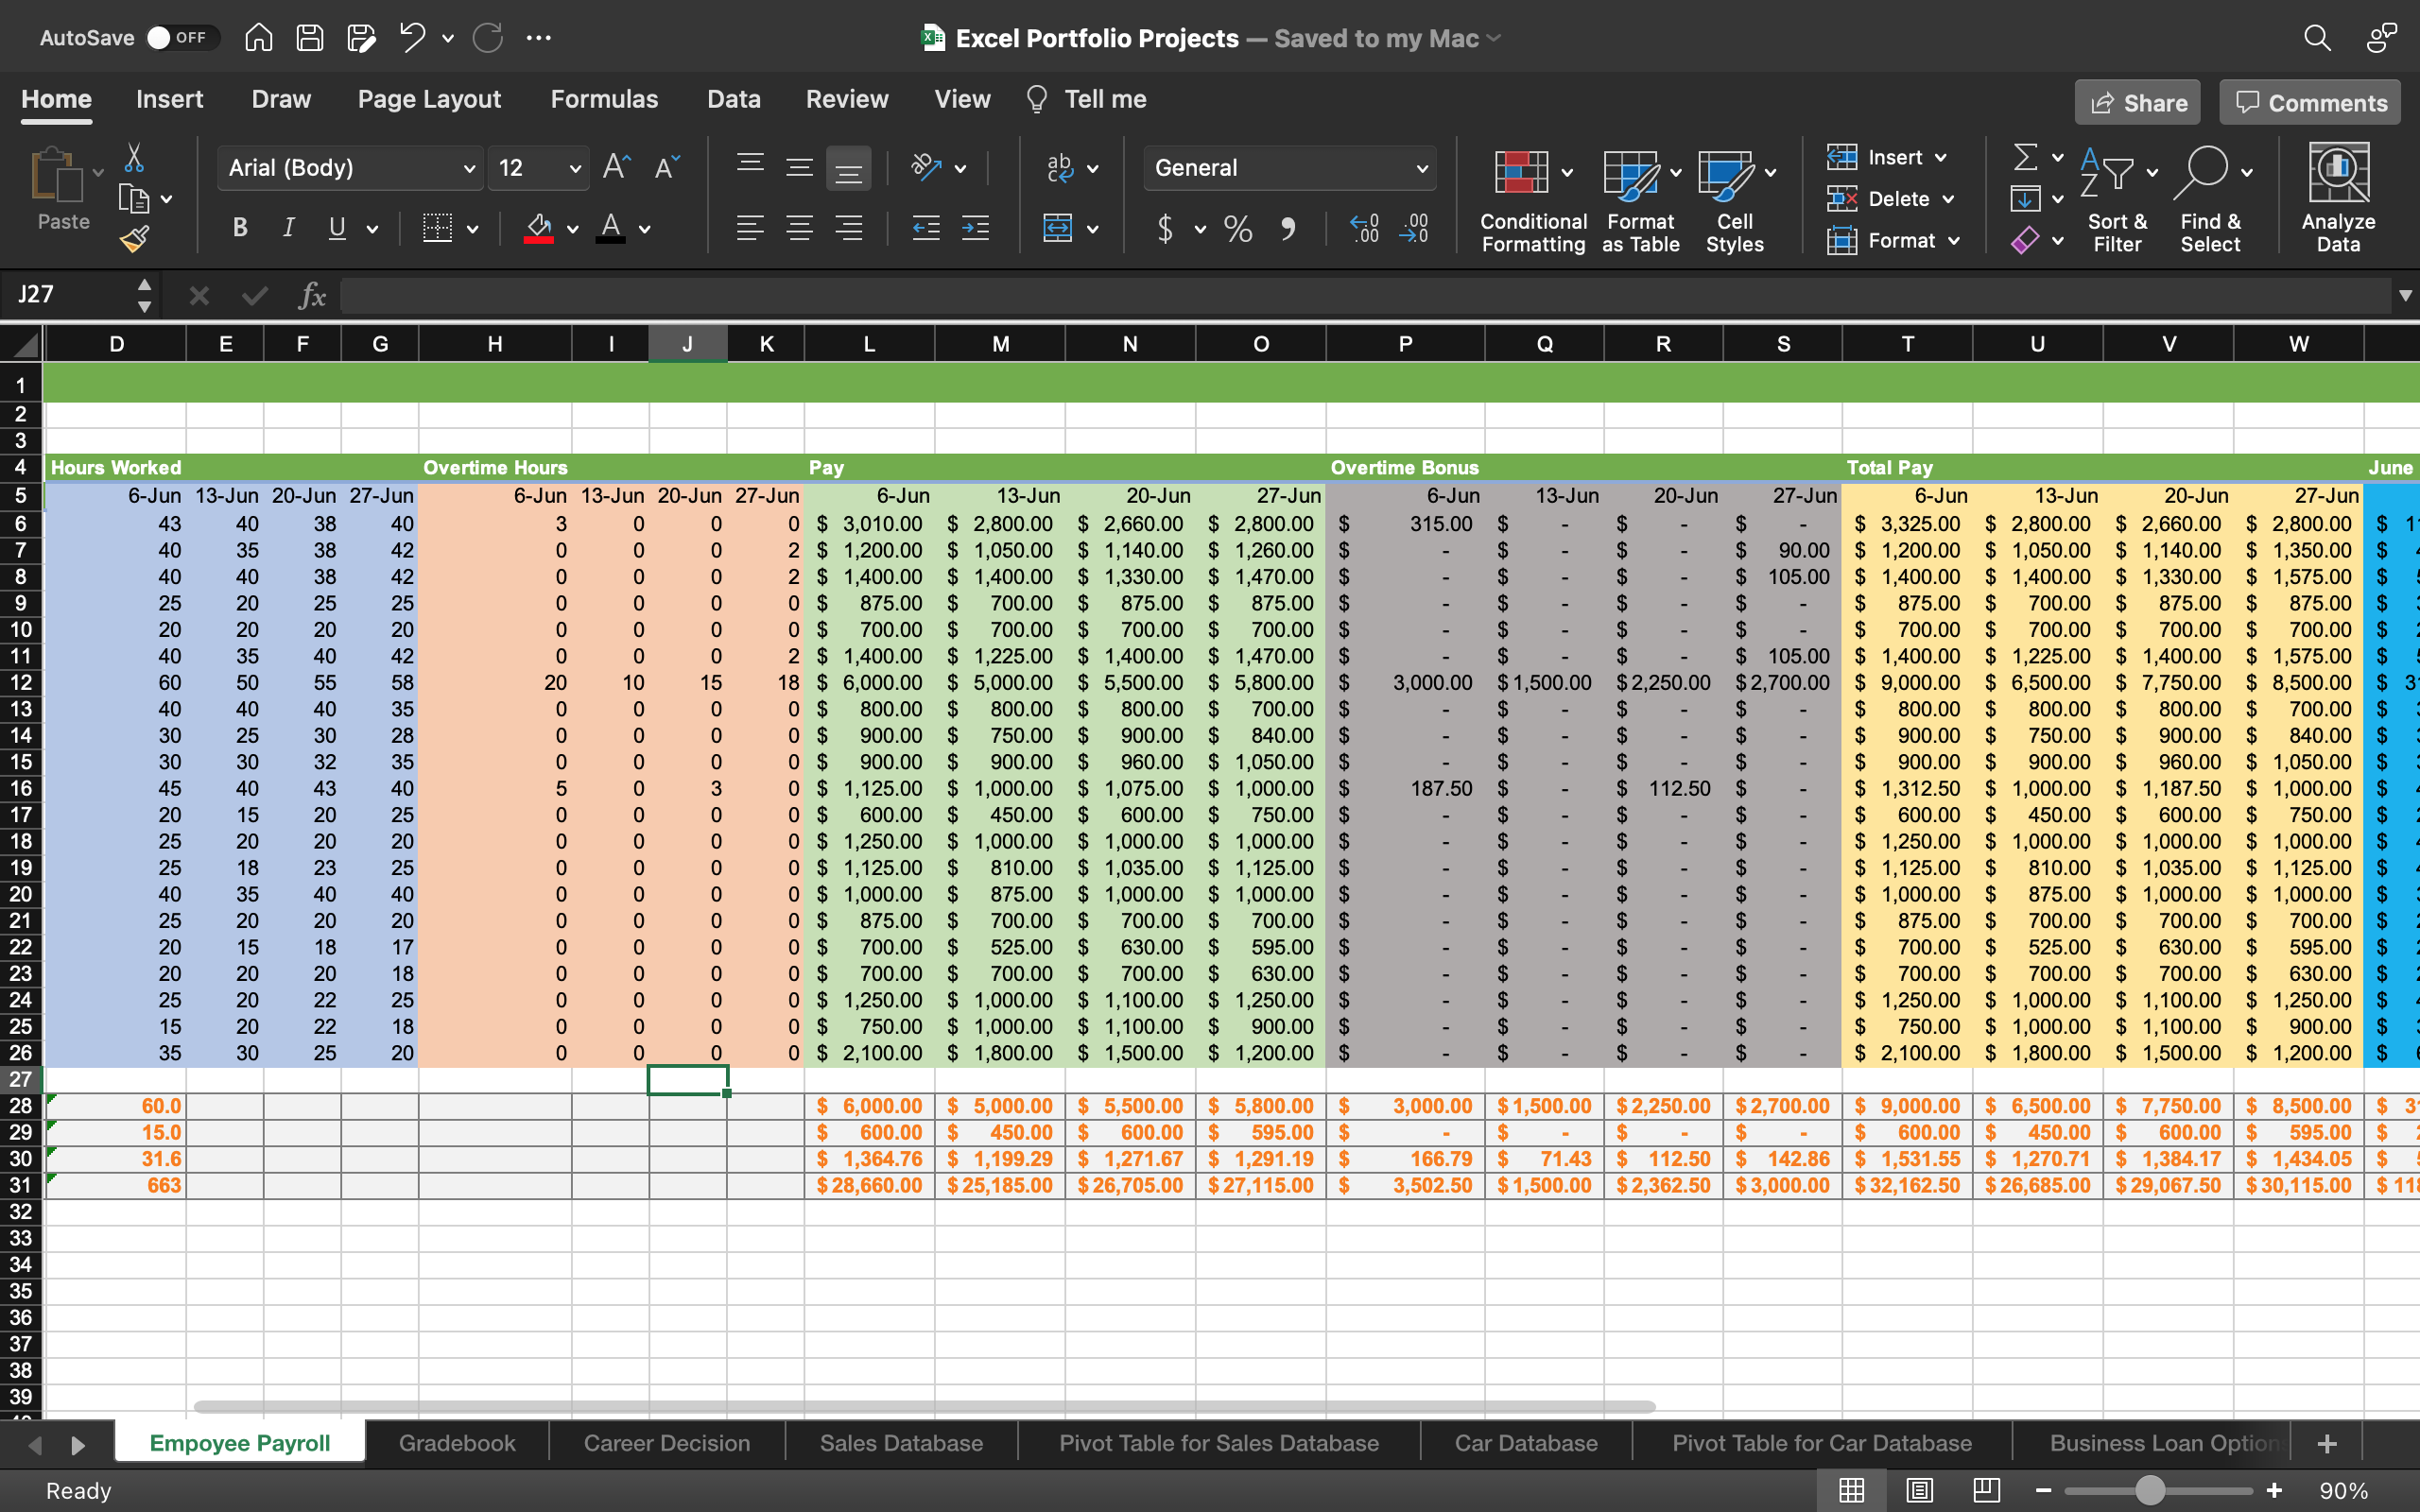 AutoSave OFF Excel Portfolio Projects — Saved to my Mac
Home Insert Draw Page Layout Formulas Data Review View Tell me Share Comments
Paste Arial (Body) 12 General Conditional Formatting Format as Table Cell Styles Insert Delete Format Sort & Filter Find & Select Analyze Data
J27 fx
D E F G H I J K L M N O P Q R S T U V W
1
2
3
4 Hours Worked Overtime Hours Pay Overtime Bonus Total Pay June
5 6-Jun 13-Jun 20-Jun 27-Jun 6-Jun 13-Jun 20-Jun 27-Jun 6-Jun 13-Jun 20-Jun 27-Jun 6-Jun 13-Jun 20-Jun 27-Jun 6-Jun 13-Jun 20-Jun 27-Jun
6 43 40 38 40 3 0 0 0 $ 3,010.00 $ 2,800.00 $ 2,660.00 $ 2,800.00 $ 315.00 $ - $ - $ - $ 3,325.00 $ 2,800.00 $ 2,660.00 $ 2,800.00 $
7 40 35 38 42 0 0 0 2 $ 1,200.00 $ 1,050.00 $ 1,140.00 $ 1,260.00 $ - $ - $ - $ 90.00 $ 1,200.00 $ 1,050.00 $ 1,140.00 $ 1,350.00 $
8 40 40 38 42 0 0 0 2 $ 1,400.00 $ 1,400.00 $ 1,330.00 $ 1,470.00 $ - $ - $ - $ 105.00 $ 1,400.00 $ 1,400.00 $ 1,330.00 $ 1,575.00 $
9 25 20 25 25 0 0 0 0 $ 875.00 $ 700.00 $ 875.00 $ 875.00 $ - $ - $ - $ - $ 875.00 $ 700.00 $ 875.00 $ 875.00 $
10 20 20 20 20 0 0 0 0 $ 700.00 $ 700.00 $ 700.00 $ 700.00 $ - $ - $ - $ - $ 700.00 $ 700.00 $ 700.00 $ 700.00 $
11 40 35 40 42 0 0 0 2 $ 1,400.00 $ 1,225.00 $ 1,400.00 $ 1,470.00 $ - $ - $ - $ 105.00 $ 1,400.00 $ 1,225.00 $ 1,400.00 $ 1,575.00 $
12 60 50 55 58 20 10 15 18 $ 6,000.00 $ 5,000.00 $ 5,500.00 $ 5,800.00 $ 3,000.00 $ 1,500.00 $ 2,250.00 $ 2,700.00 $ 9,000.00 $ 6,500.00 $ 7,750.00 $ 8,500.00 $
13 40 40 40 35 0 0 0 0 $ 800.00 $ 800.00 $ 800.00 $ 700.00 $ - $ - $ - $ - $ 800.00 $ 800.00 $ 800.00 $ 700.00 $
14 30 25 30 28 0 0 0 0 $ 900.00 $ 750.00 $ 900.00 $ 840.00 $ - $ - $ - $ - $ 900.00 $ 750.00 $ 900.00 $ 840.00 $
15 30 30 32 35 0 0 0 0 $ 900.00 $ 900.00 $ 960.00 $ 1,050.00 $ - $ - $ - $ - $ 900.00 $ 900.00 $ 960.00 $ 1,050.00 $
16 45 40 43 40 5 0 3 0 $ 1,125.00 $ 1,000.00 $ 1,075.00 $ 1,000.00 $ 187.50 $ - $ 112.50 $ - $ 1,312.50 $ 1,000.00 $ 1,187.50 $ 1,000.00 $
17 20 15 20 25 0 0 0 0 $ 600.00 $ 450.00 $ 600.00 $ 750.00 $ - $ - $ - $ - $ 600.00 $ 450.00 $ 600.00 $ 750.00 $
18 25 20 20 20 0 0 0 0 $ 1,250.00 $ 1,000.00 $ 1,000.00 $ 1,000.00 $ - $ - $ - $ - $ 1,250.00 $ 1,000.00 $ 1,000.00 $ 1,000.00 $
19 25 18 23 25 0 0 0 0 $ 1,125.00 $ 810.00 $ 1,035.00 $ 1,125.00 $ - $ - $ - $ - $ 1,125.00 $ 810.00 $ 1,035.00 $ 1,125.00 $
20 40 35 40 40 0 0 0 0 $ 1,000.00 $ 875.00 $ 1,000.00 $ 1,000.00 $ - $ - $ - $ - $ 1,000.00 $ 875.00 $ 1,000.00 $ 1,000.00 $
21 25 20 20 20 0 0 0 0 $ 875.00 $ 700.00 $ 700.00 $ 700.00 $ - $ - $ - $ - $ 875.00 $ 700.00 $ 700.00 $ 700.00 $
22 20 15 18 17 0 0 0 0 $ 700.00 $ 525.00 $ 630.00 $ 595.00 $ - $ - $ - $ - $ 700.00 $ 525.00 $ 630.00 $ 595.00 $
23 20 20 20 18 0 0 0 0 $ 700.00 $ 700.00 $ 700.00 $ 630.00 $ - $ - $ - $ - $ 700.00 $ 700.00 $ 700.00 $ 630.00 $
24 25 20 22 25 0 0 0 0 $ 1,250.00 $ 1,000.00 $ 1,100.00 $ 1,250.00 $ - $ - $ - $ - $ 1,250.00 $ 1,000.00 $ 1,100.00 $ 1,250.00 $
25 15 20 22 18 0 0 0 0 $ 750.00 $ 1,000.00 $ 1,100.00 $ 900.00 $ - $ - $ - $ - $ 750.00 $ 1,000.00 $ 1,100.00 $ 900.00 $
26 35 30 25 20 0 0 0 0 $ 2,100.00 $ 1,800.00 $ 1,500.00 $ 1,200.00 $ - $ - $ - $ - $ 2,100.00 $ 1,800.00 $ 1,500.00 $ 1,200.00 $
27
28 60.0 $ 6,000.00 $ 5,000.00 $ 5,500.00 $ 5,800.00 $ 3,000.00 $ 1,500.00 $ 2,250.00 $ 2,700.00 $ 9,000.00 $ 6,500.00 $ 7,750.00 $ 8,500.00 $
29 15.0 $ 600.00 $ 450.00 $ 600.00 $ 595.00 $ - $ - $ - $ - $ 600.00 $ 450.00 $ 600.00 $ 595.00 $
30 31.6 $ 1,364.76 $ 1,199.29 $ 1,271.67 $ 1,291.19 $ 166.79 $ 71.43 $ 112.50 $ 142.86 $ 1,531.55 $ 1,270.71 $ 1,384.17 $ 1,434.05 $
31 663 $ 28,660.00 $ 25,185.00 $ 26,705.00 $ 27,115.00 $ 3,502.50 $ 1,500.00 $ 2,362.50 $ 3,000.00 $ 32,162.50 $ 26,685.00 $ 29,067.50 $ 30,115.00 $
32
33
34
35
36
37
38
39
Empoyee Payroll Gradebook Career Decision Sales Database Pivot Table for Sales Database Car Database Pivot Table for Car Database Business Loan Option
Ready 90%